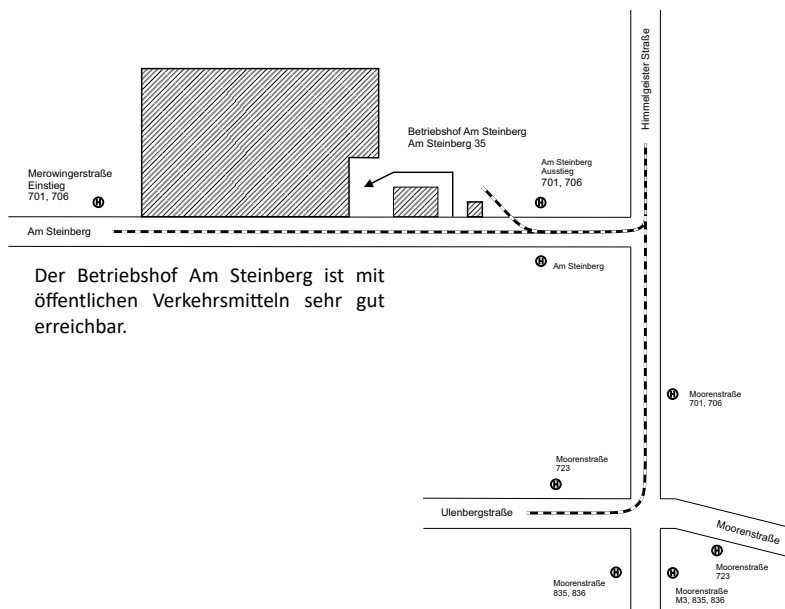 Himmelgeister Straße
Betriebshof Am Steinberg
Am Steinberg 35
Am Steinberg
Ausstieg
701, 706
Merowingerstraße
Einstieg
701, 706
H
H
Am Steinberg
H
Am Steinberg
Der Betriebshof Am Steinberg ist mit
öffentlichen Verkehrsmitteln sehr gut
erreichbar.
H
Moorenstraße
701, 706
Moorenstraße
723
H
Ulenbergstraße
Moorenstraße
H
Moorenstraße
723
H
Moorenstraße
835, 836
H
Moorenstraße
M3, 835, 836